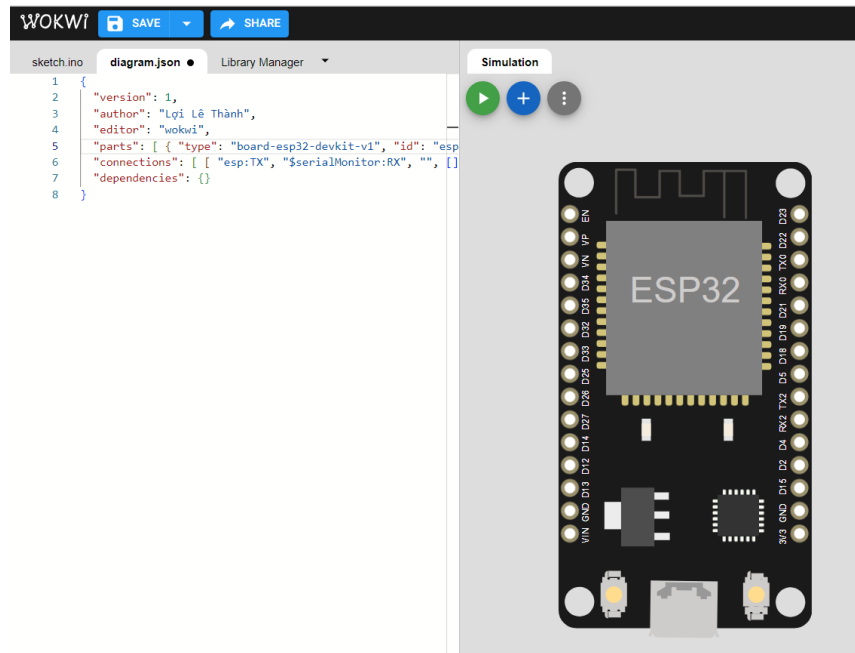 WOKWI SAVE SHARE
sketch.ino diagram.json ● Library Manager
Simulation
1 {
2 "version": 1,
3 "author": "Lợi Lê Thành",
4 "editor": "wokwi",
5 "parts": [ { "type": "board-esp32-devkit-v1", "id": "esp
6 "connections": [ [ "esp:TX", "$serialMonitor:RX", "", []
7 "dependencies": {}
8 }
ESP32
EN
VP
VN
D34
D35
D32
D33
D25
D26
D27
D14
D12
D13
GND
VIN
D23
D22
TX0
RX0
D21
D19
D18
D5
TX2
RX2
D4
D2
D15
GND
3V3